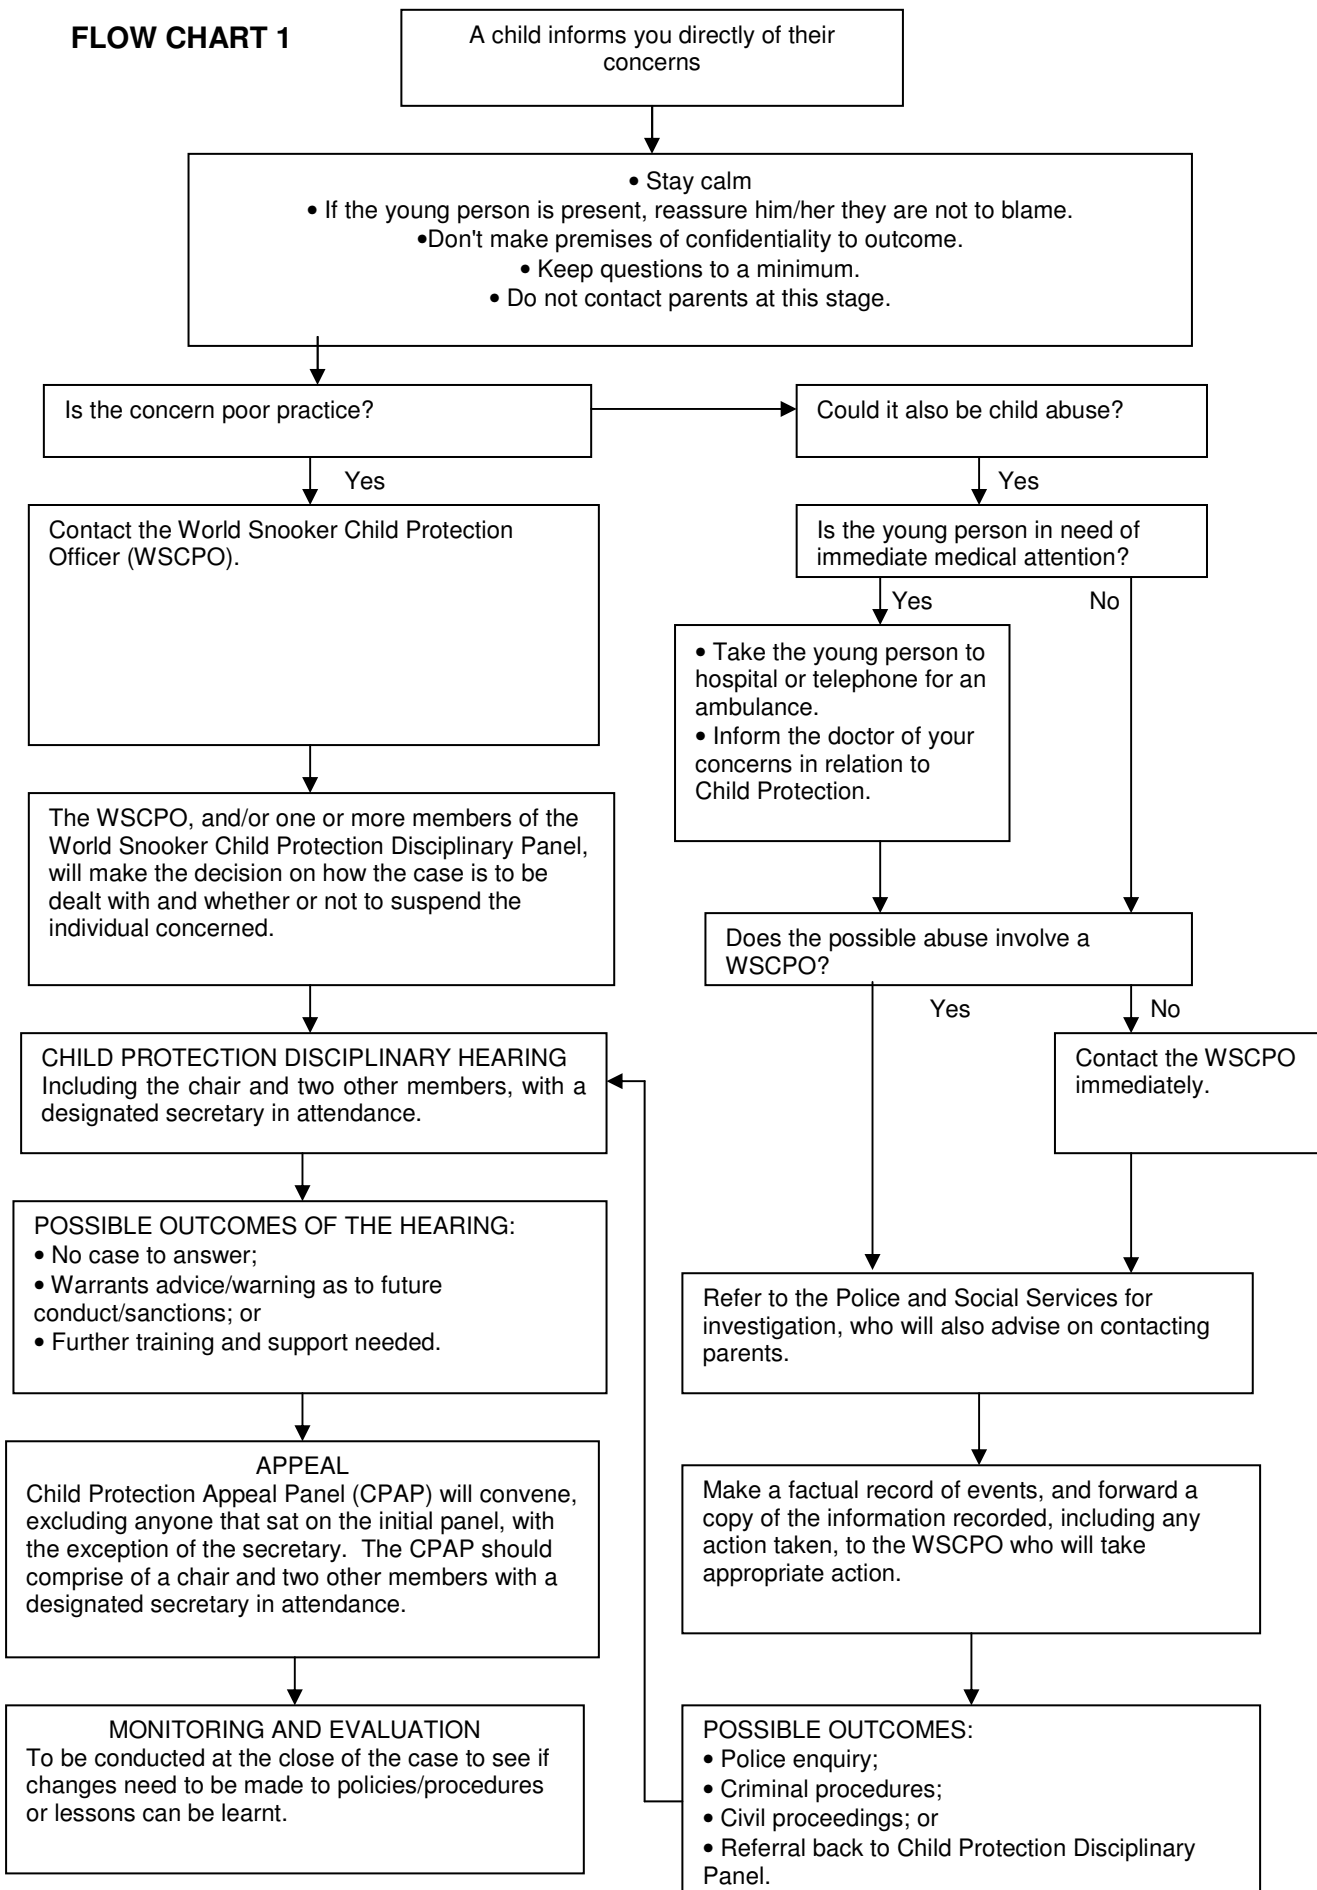 FLOW CHART 1
A child informs you directly of their
concerns
• Stay calm
• If the young person is present, reassure him/her they are not to blame.
•Don't make premises of confidentiality to outcome.
• Keep questions to a minimum.
• Do not contact parents at this stage.
Is the concern poor practice?
Could it also be child abuse?
Yes
Yes
Contact the World Snooker Child Protection
Officer (WSCPO).
Is the young person in need of
immediate medical attention?
Yes
No
• Take the young person to
hospital or telephone for an
ambulance.
• Inform the doctor of your
concerns in relation to
Child Protection.
The WSCPO, and/or one or more members of the
World Snooker Child Protection Disciplinary Panel,
will make the decision on how the case is to be
dealt with and whether or not to suspend the
individual concerned.
Does the possible abuse involve a
WSCPO?
Yes
No
CHILD PROTECTION DISCIPLINARY HEARING
Including the chair and two other members, with a
designated secretary in attendance.
Contact the WSCPO
immediately.
POSSIBLE OUTCOMES OF THE HEARING:
• No case to answer;
• Warrants advice/warning as to future
conduct/sanctions; or
• Further training and support needed.
Refer to the Police and Social Services for
investigation, who will also advise on contacting
parents.
APPEAL
Child Protection Appeal Panel (CPAP) will convene,
excluding anyone that sat on the initial panel, with
the exception of the secretary.  The CPAP should
comprise of a chair and two other members with a
designated secretary in attendance.
Make a factual record of events, and forward a
copy of the information recorded, including any
action taken, to the WSCPO who will take
appropriate action.
MONITORING AND EVALUATION
To be conducted at the close of the case to see if
changes need to be made to policies/procedures
or lessons can be learnt.
POSSIBLE OUTCOMES:
• Police enquiry;
• Criminal procedures;
• Civil proceedings; or
• Referral back to Child Protection Disciplinary
Panel.